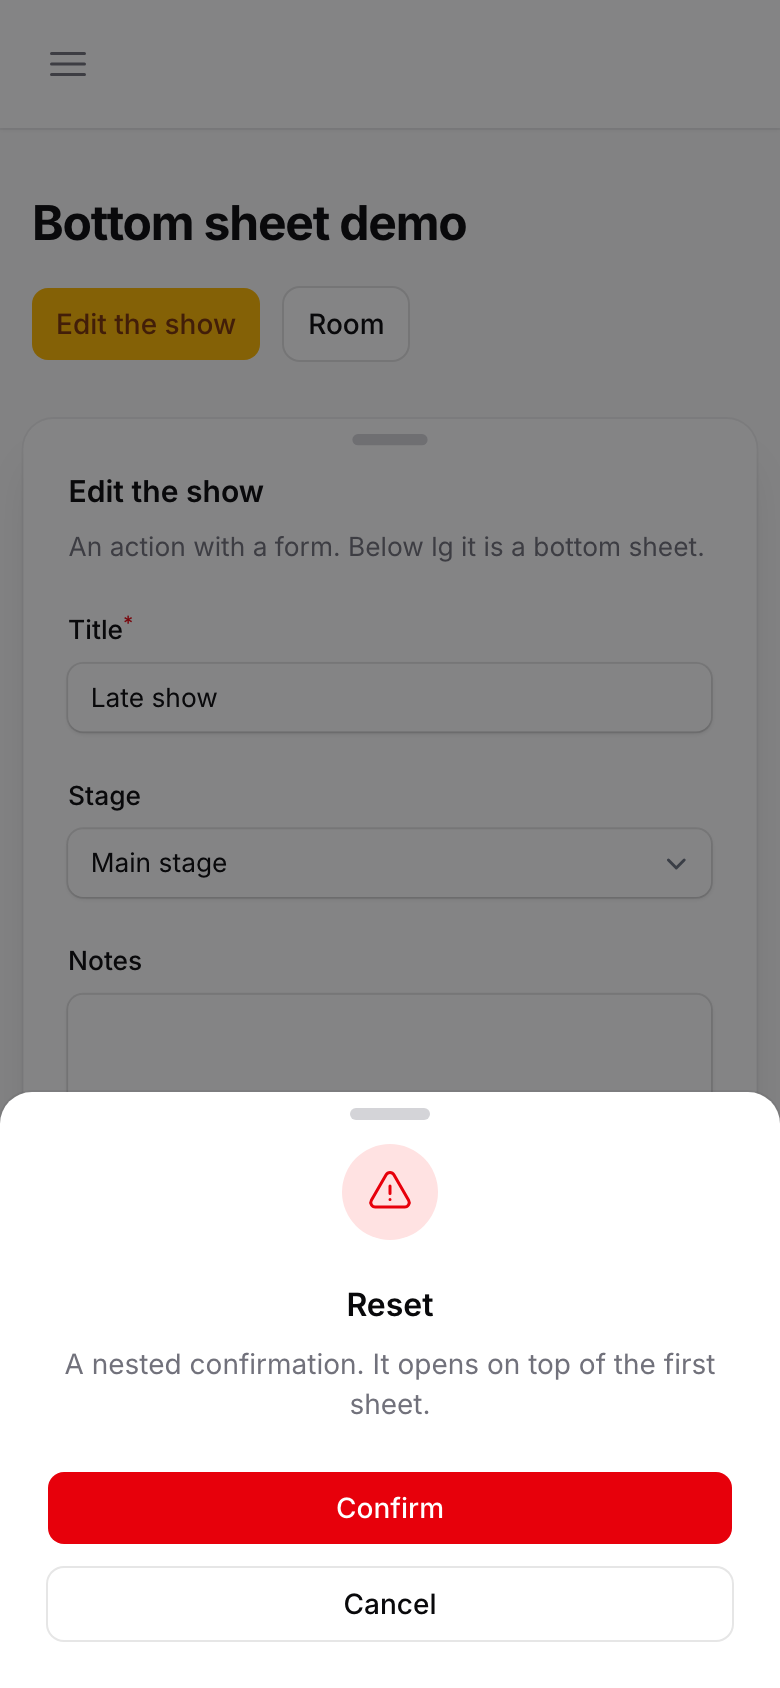 Bottom sheet demo
Edit the show
Room
Edit the show
An action with a form. Below lg it is a bottom sheet.
Title*
Late show
Stage
Main stage
Notes
Reset
A nested confirmation. It opens on top of the first
sheet.
Confirm
Cancel